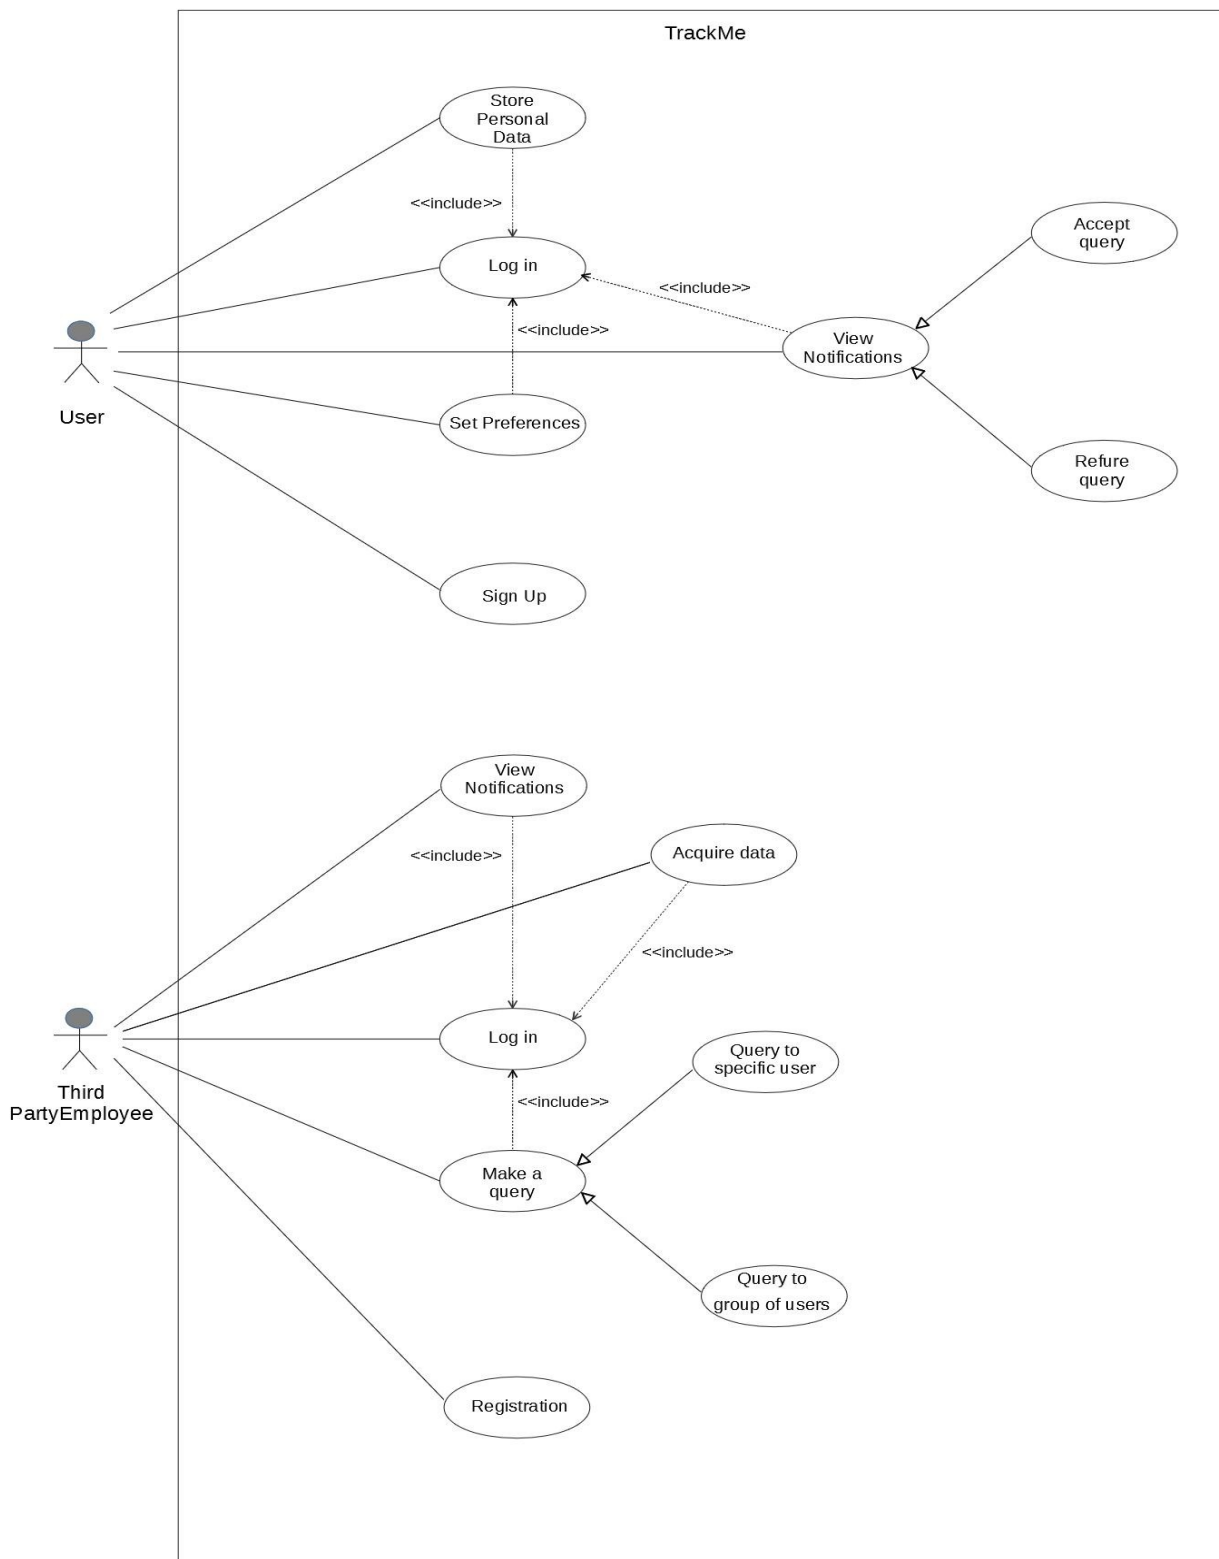 TrackMe
Store
Personal
Data
<<include>>
Accept
query
Log in
<<include>>
<<include>>
View
Notifications
User
Set Preferences
Refure
query
Sign Up
View
Notifications
<<include>>
Acquire data
<<include>>
Log in
Query to
specific user
Third
PartyEmployee
<<include>>
Make a
query
Query to
group of users
Registration